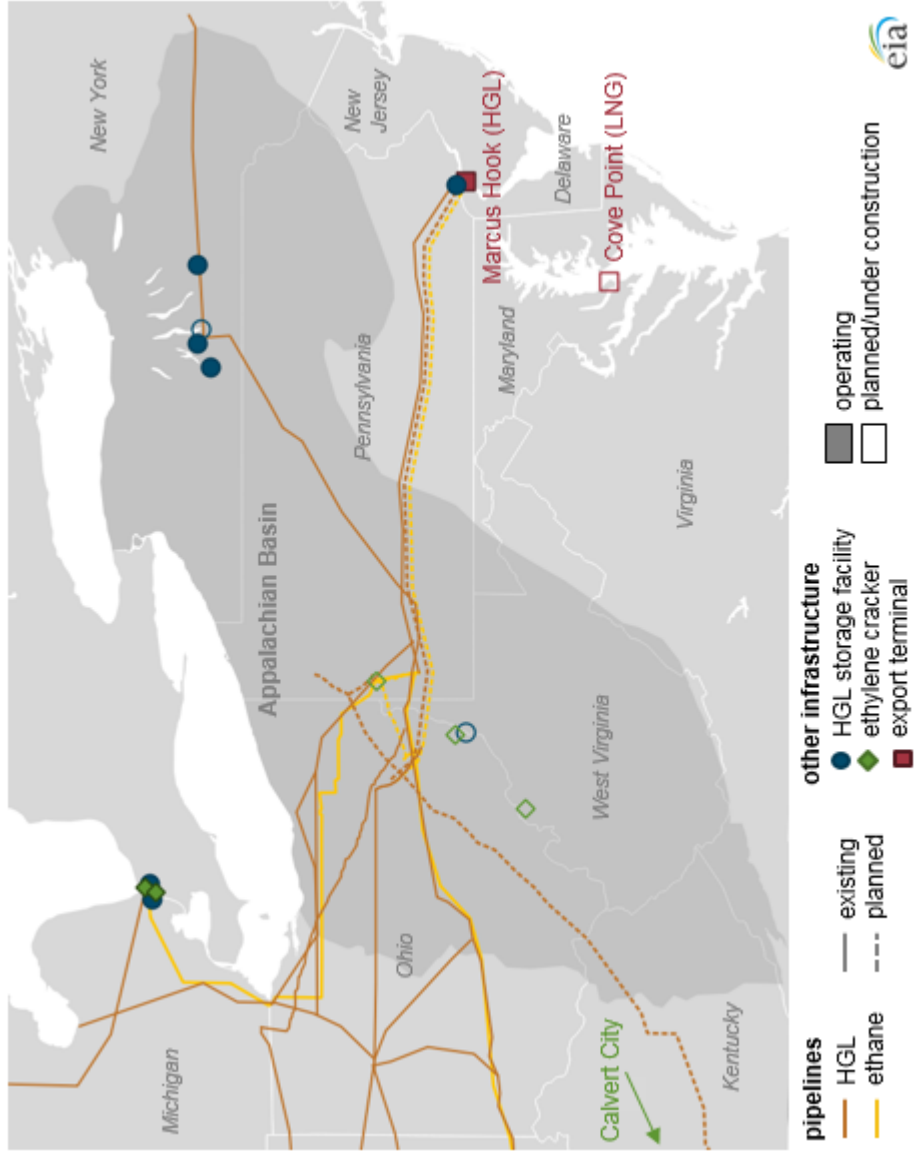 New York
Michigan
New
Jersey
Appalachian Basin
Pennsylvania
Ohio
Marcus Hook (HGL)
Maryland
Delaware
Cove Point (LNG)
West Virginia
Virginia
Calvert City
Kentucky
pipelines
HGL
ethane
existing
planned
other infrastructure
HGL storage facility
ethylene cracker
export terminal
operating
planned/under construction
eia